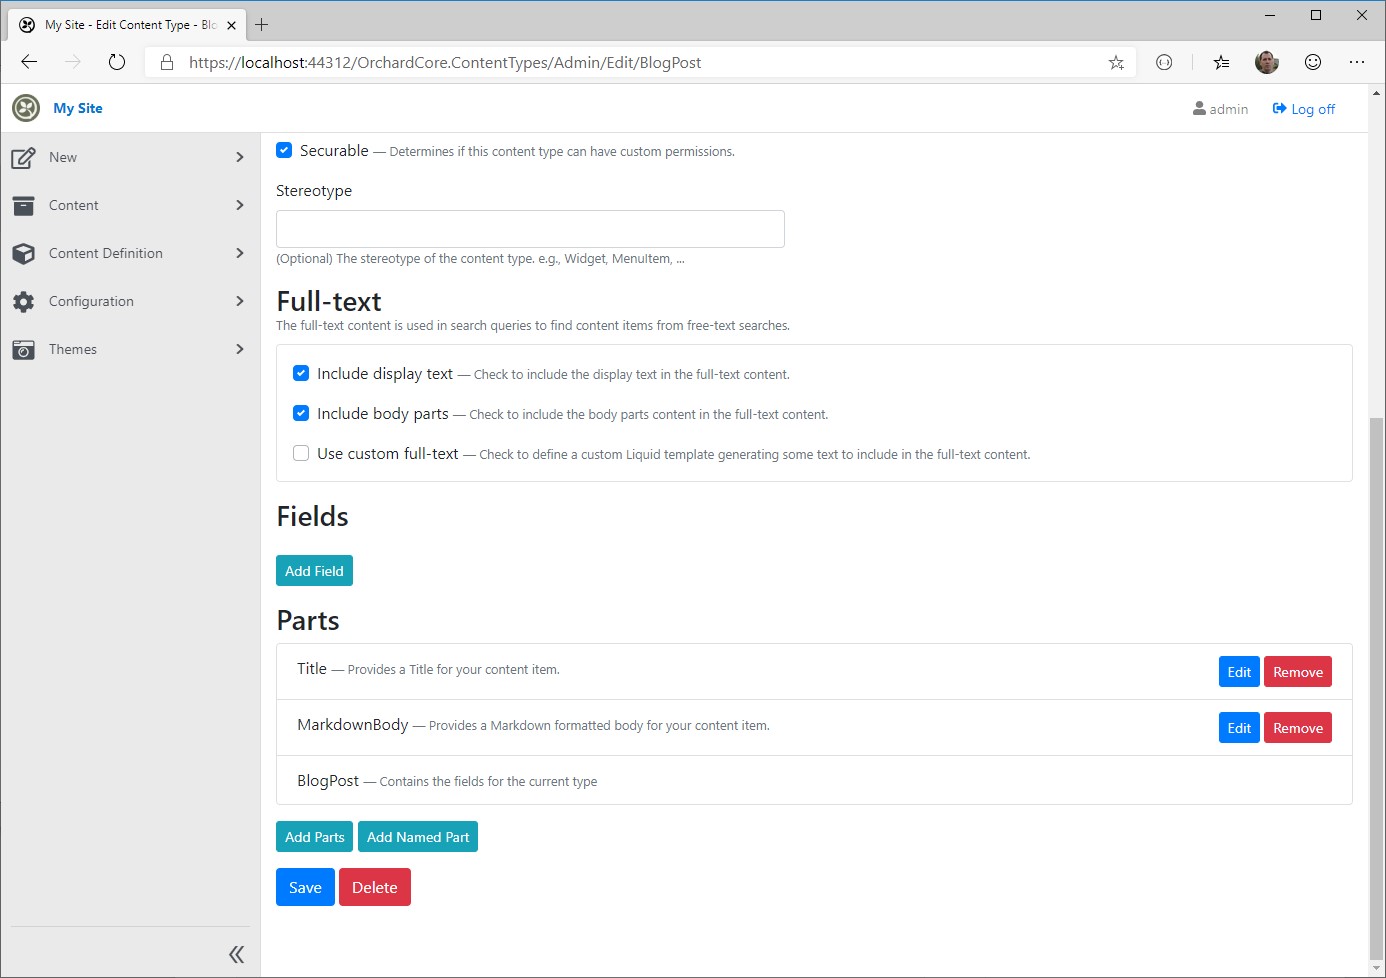 My Site - Edit Content Type - Blo
https://localhost:44312/OrchardCore.ContentTypes/Admin/Edit/BlogPost
My Site
admin
Log off
New
Content
Content Definition
Configuration
Themes
Securable — Determines if this content type can have custom permissions.
Stereotype
(Optional) The stereotype of the content type. e.g., Widget, MenuItem, ...
Full-text
The full-text content is used in search queries to find content items from free-text searches.
Include display text — Check to include the display text in the full-text content.
Include body parts — Check to include the body parts content in the full-text content.
Use custom full-text — Check to define a custom Liquid template generating some text to include in the full-text content.
Fields
Add Field
Parts
Title — Provides a Title for your content item.
Edit Remove
MarkdownBody — Provides a Markdown formatted body for your content item.
Edit Remove
BlogPost — Contains the fields for the current type
Add Parts Add Named Part
Save Delete